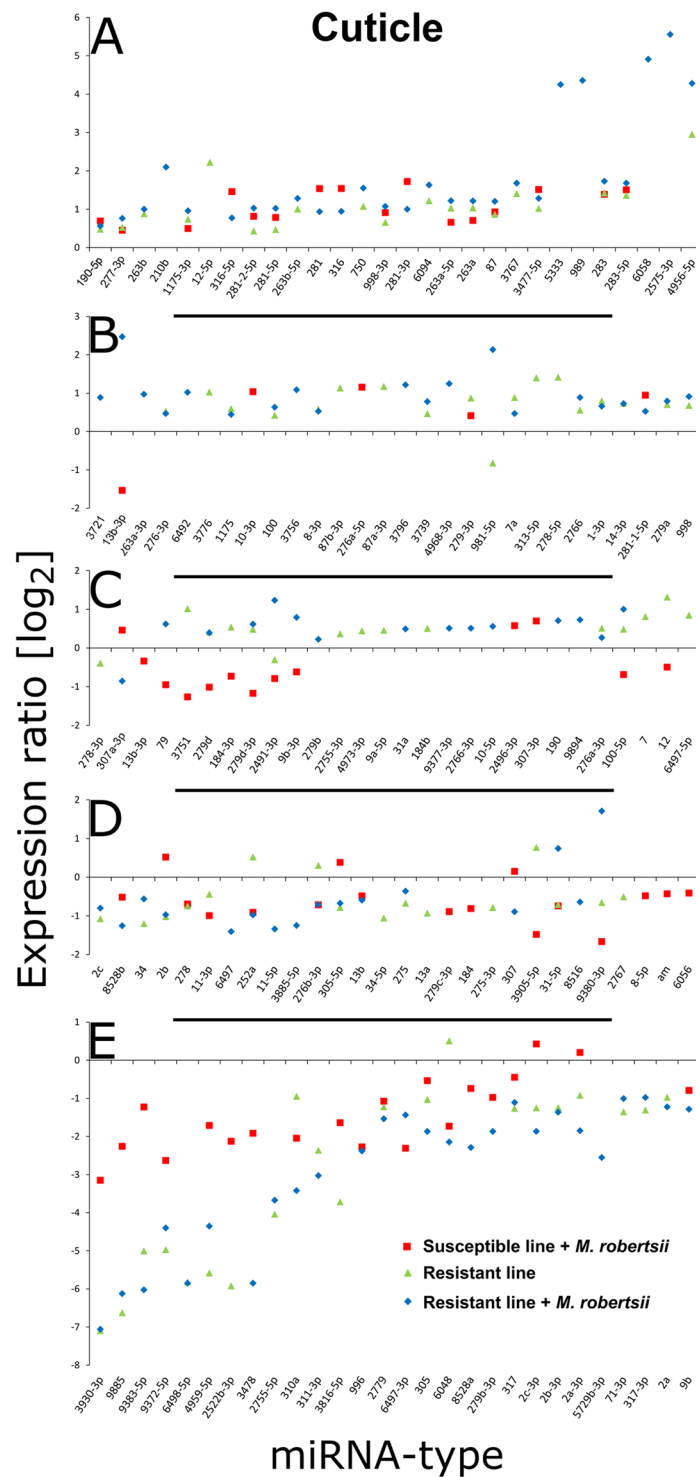 Cuticle
Expression ratio [log2]
A
6
5
4
3
2
1
0
190-5p 277-3p 263b 210b 1175-3p 12-5p 316-5p 281-2-5p 281-5p 263b-5p 281 316 750 998-3p 281-3p 6094 263a-5p 263a 87 3767 3477-5p 5333 989 283 283-5p 6058 2575-3p 4956-5p
B
3
2
1
0
-1
-2
3721 13b-3p 263a-3p 276-3p 6492 3776 1175 10-3p 100 3756 8-3p 87b-3p 276a-5p 87a-3p 3796 3739 4968-3p 279-3p 981-5p 7a 313-5p 278-5p 2766 1-3p 14-3p 281-1-5p 279a 998
C
2
1
0
-1
-2
278-3p 307a-3p 13b-3p 79 3751 279d 184-3p 279d-3p 2491-3p 9b-3p 279b 2755-3p 4973-3p 9a-5p 31a 184b 9377-3p 2766-3p 10-5p 2496-3p 307-3p 190 9894 276a-3p 100-5p 7 12 6497-5p
D
2
1
0
-1
-2
2c 8528b 34 2b 278 11-3p 6497 252a 11-5p 3885-5p 276b-3p 305-5p 13b 34-5p 275 13a 279c-3p 184 275-3p 307 3905-5p 31-5p 8516 9380-3p 2767 8-5p am 6056
E
1
0
-1
-2
-3
-4
-5
-6
-7
-8
Susceptible line + M. robertsii
Resistant line
Resistant line + M. robertsii
3930-3p 9885 9383-5p 9372-5p 6498-5p 4959-5p 2522b-3p 3478 2755-5p 310a 311-3p 3816-5p 996 2779 6497-3p 305 6048 8528a 279b-3p 317 2c-3p 2b-3p 2a-3p 5729b-3p 71-3p 317-3p 2a 9b
miRNA-type